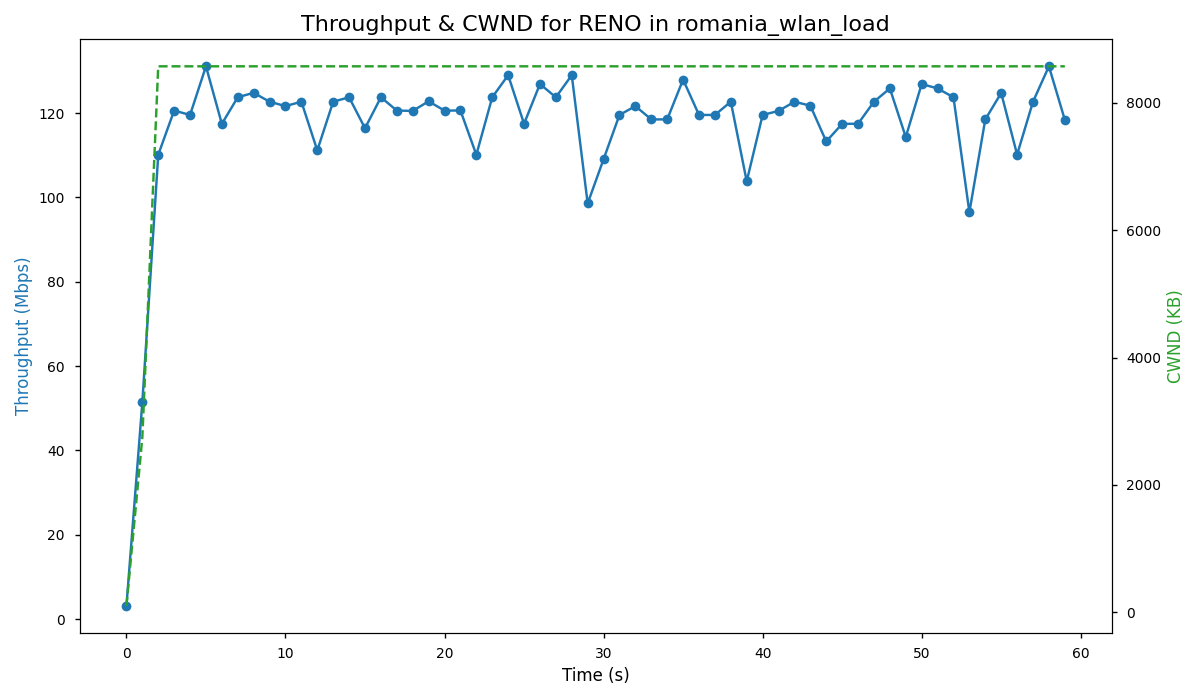 Throughput & CWND for RENO in romania_wlan_load
Throughput (Mbps)
120
100
80
60
40
20
0
8000
6000
4000
2000
0
CWND (KB)
0 10 20 30 40 50 60
Time (s)